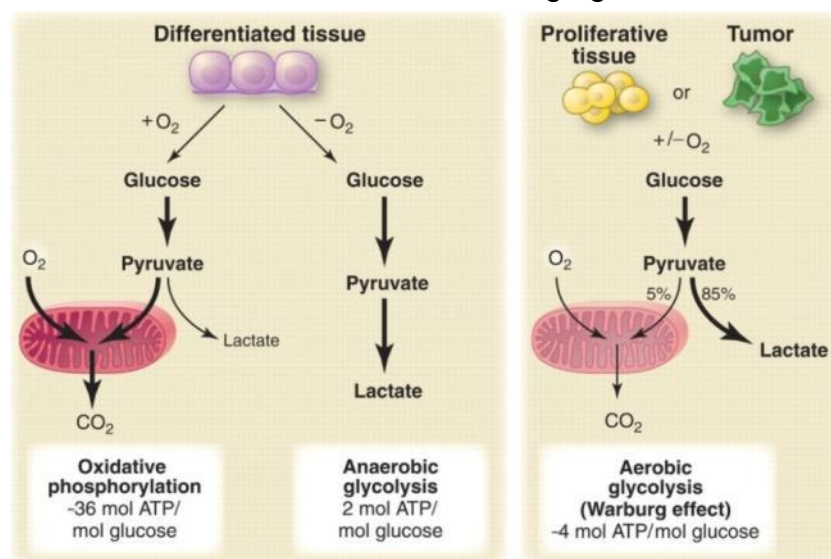 Differentiated tissue
+O₂
−O₂
Glucose
Glucose
O₂
Pyruvate
Pyruvate
Lactate
Lactate
CO₂
Oxidative
phosphorylation
-36 mol ATP/
mol glucose
Anaerobic
glycolysis
2 mol ATP/
mol glucose
Proliferative
tissue
or
Tumor
+/−O₂
Glucose
O₂
Pyruvate
5%
85%
Lactate
CO₂
Aerobic
glycolysis
(Warburg effect)
-4 mol ATP/mol glucose